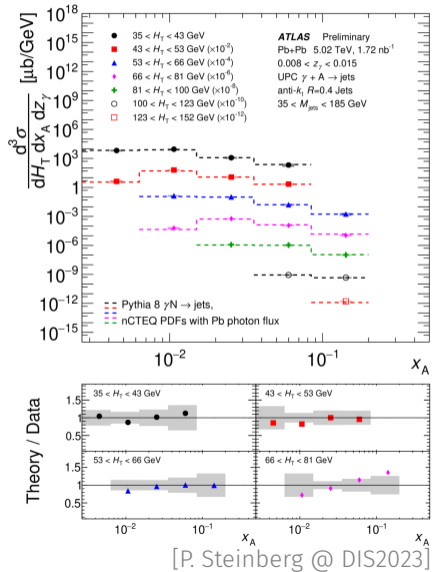 10^18
10^15
10^12
10^9
10^6
10^3
1
10^−3
10^−6
10^−9
10^−12
10^−15
d³σ / dH_T dx_A dz_γ [μb/GeV]
35 < H_T < 43 GeV
43 < H_T < 53 GeV (×10^-2)
53 < H_T < 66 GeV (×10^-4)
66 < H_T < 81 GeV (×10^-6)
81 < H_T < 100 GeV (×10^-8)
100 < H_T < 123 GeV (×10^-10)
123 < H_T < 152 GeV (×10^-12)
ATLAS Preliminary
Pb+Pb 5.02 TeV, 1.72 nb^-1
0.008 < z_γ < 0.015
UPC γ + A → jets
anti-k_t R=0.4 Jets
35 < M_jets < 185 GeV
Pythia 8 γN → jets,
nCTEQ PDFs with Pb photon flux
10^−2 10^−1
x_A
Theory / Data
35 < H_T < 43 GeV 43 < H_T < 53 GeV
1.5
1
0.5
53 < H_T < 66 GeV 66 < H_T < 81 GeV
1.5
1
0.5
10^−2 10^−1 10^−2 10^−1
x_A x_A
[P. Steinberg @ DIS2023]